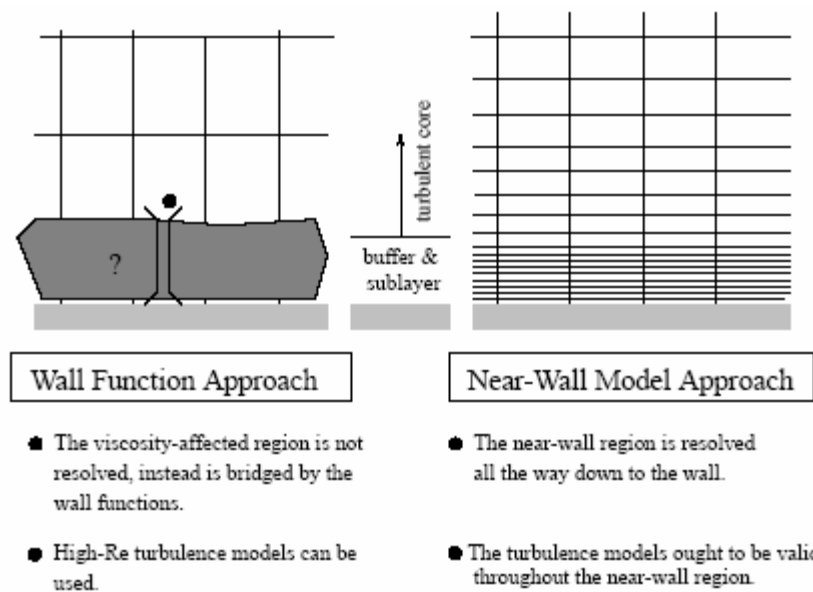 ?
turbulent core
buffer &
sublayer
Wall Function Approach
Near-Wall Model Approach
● The viscosity-affected region is not
resolved, instead is bridged by the
wall functions.
● High-Re turbulence models can be
used.
● The near-wall region is resolved
all the way down to the wall.
● The turbulence models ought to be valid
throughout the near-wall region.